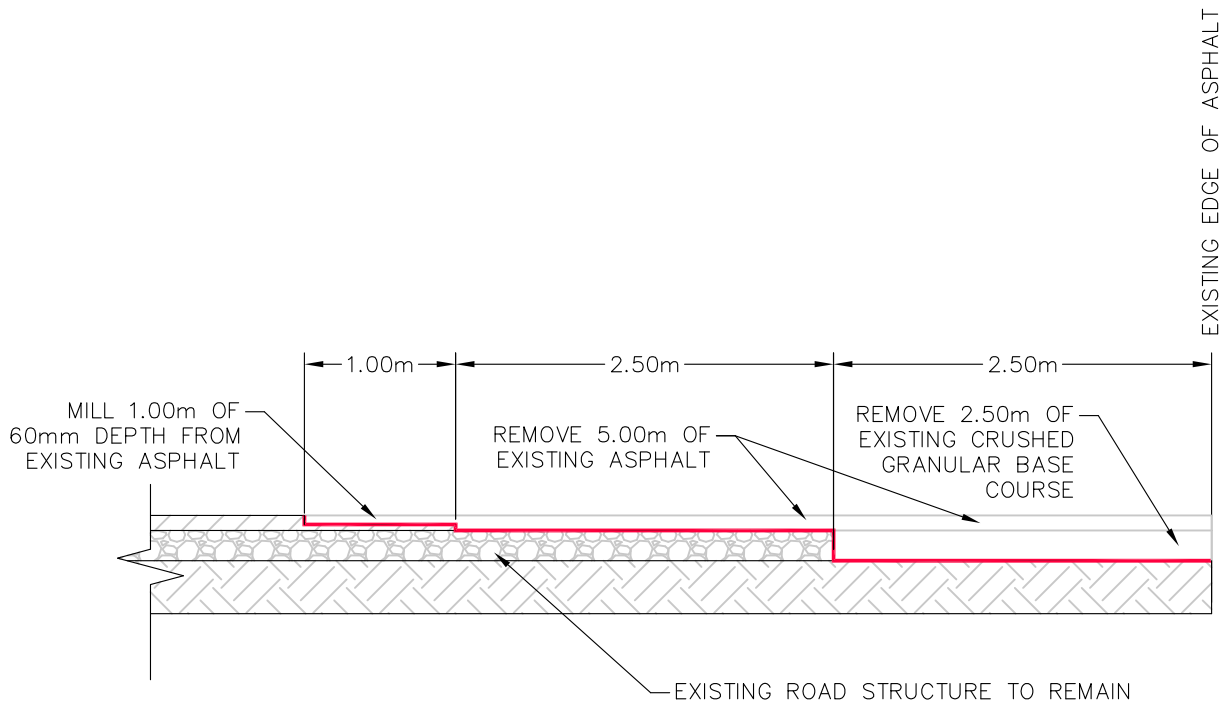 EXISTING EDGE OF ASPHALT
1.00m
2.50m
2.50m
MILL 1.00m OF
60mm DEPTH FROM
EXISTING ASPHALT
REMOVE 5.00m OF
EXISTING ASPHALT
REMOVE 2.50m OF
EXISTING CRUSHED
GRANULAR BASE
COURSE
EXISTING ROAD STRUCTURE TO REMAIN